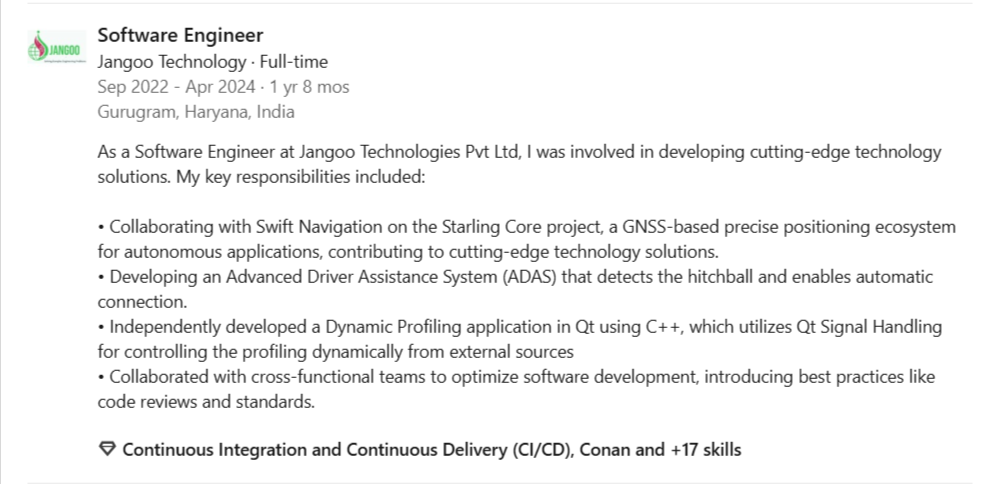 Software Engineer
JANGOO
Jangoo Technology · Full-time
Sep 2022 - Apr 2024 · 1 yr 8 mos
Gurugram, Haryana, India
As a Software Engineer at Jangoo Technologies Pvt Ltd, I was involved in developing cutting-edge technology
solutions. My key responsibilities included:
• Collaborating with Swift Navigation on the Starling Core project, a GNSS-based precise positioning ecosystem
for autonomous applications, contributing to cutting-edge technology solutions.
• Developing an Advanced Driver Assistance System (ADAS) that detects the hitchball and enables automatic
connection.
• Independently developed a Dynamic Profiling application in Qt using C++, which utilizes Qt Signal Handling
for controlling the profiling dynamically from external sources
• Collaborated with cross-functional teams to optimize software development, introducing best practices like
code reviews and standards.
Continuous Integration and Continuous Delivery (CI/CD), Conan and +17 skills